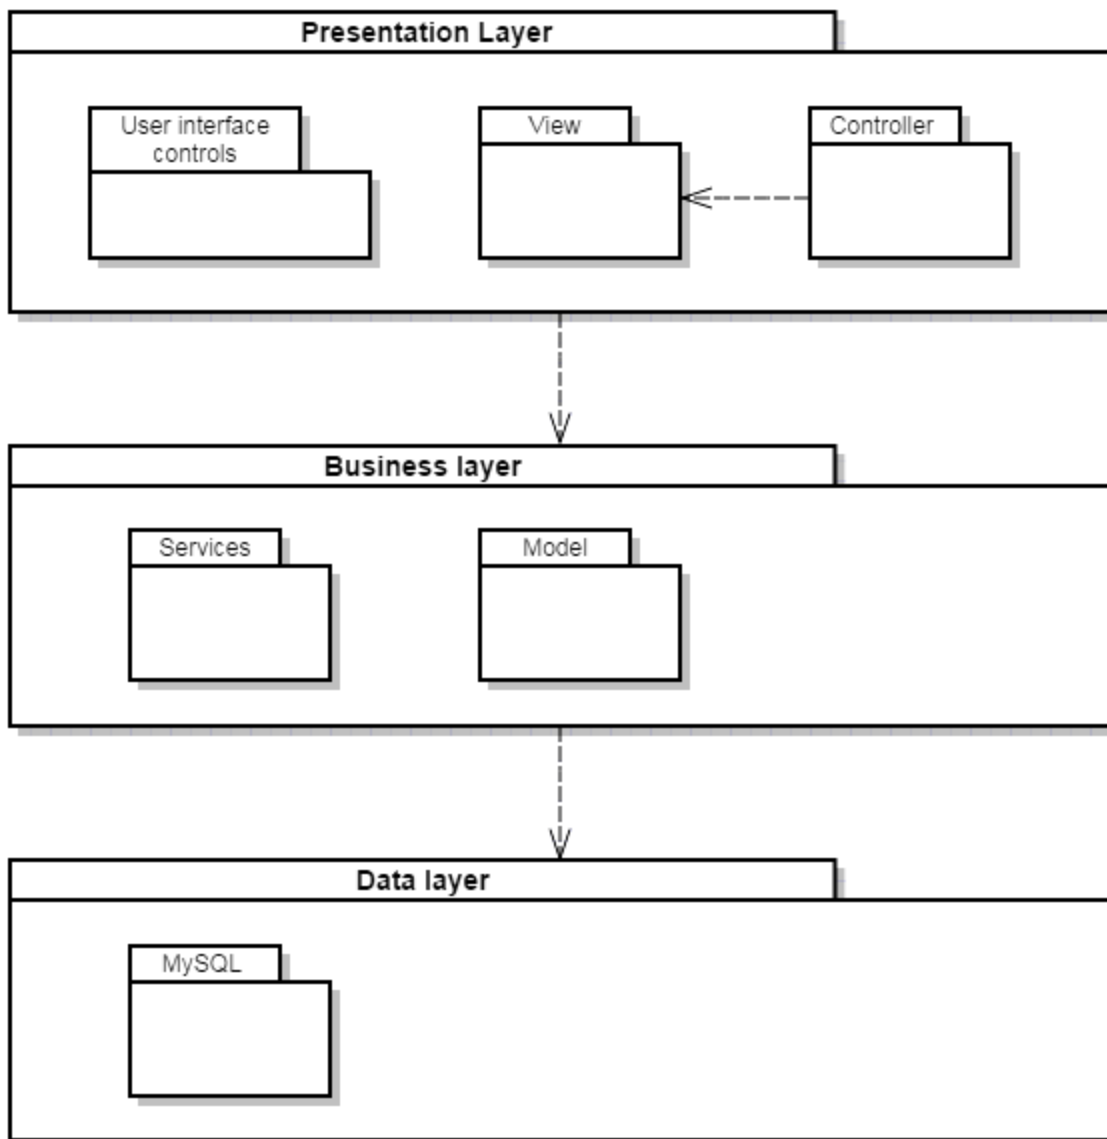 Presentation Layer
User interface
controls
View
Controller
Business layer
Services
Model
Data layer
MySQL